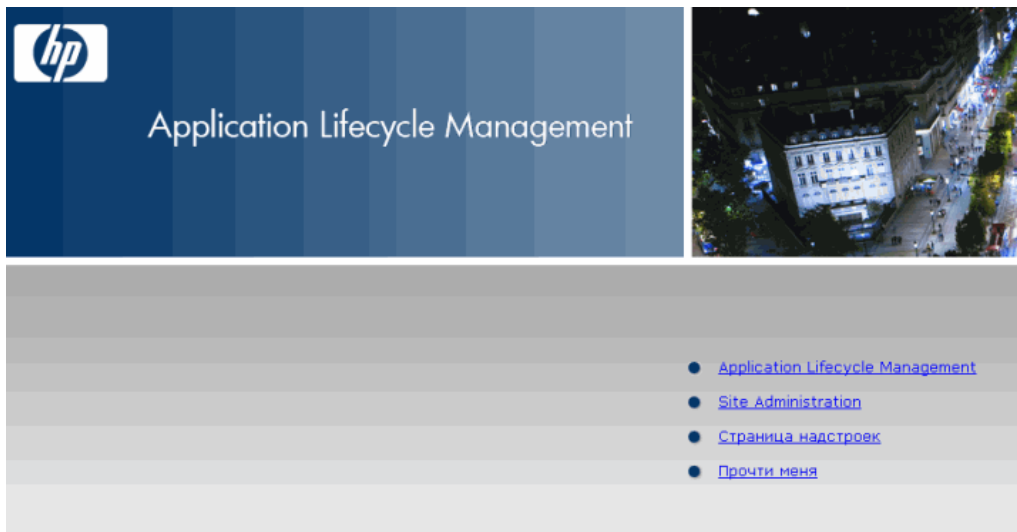 hp
Application Lifecycle Management
Application Lifecycle Management
Site Administration
Страница надстроек
Прочти меня